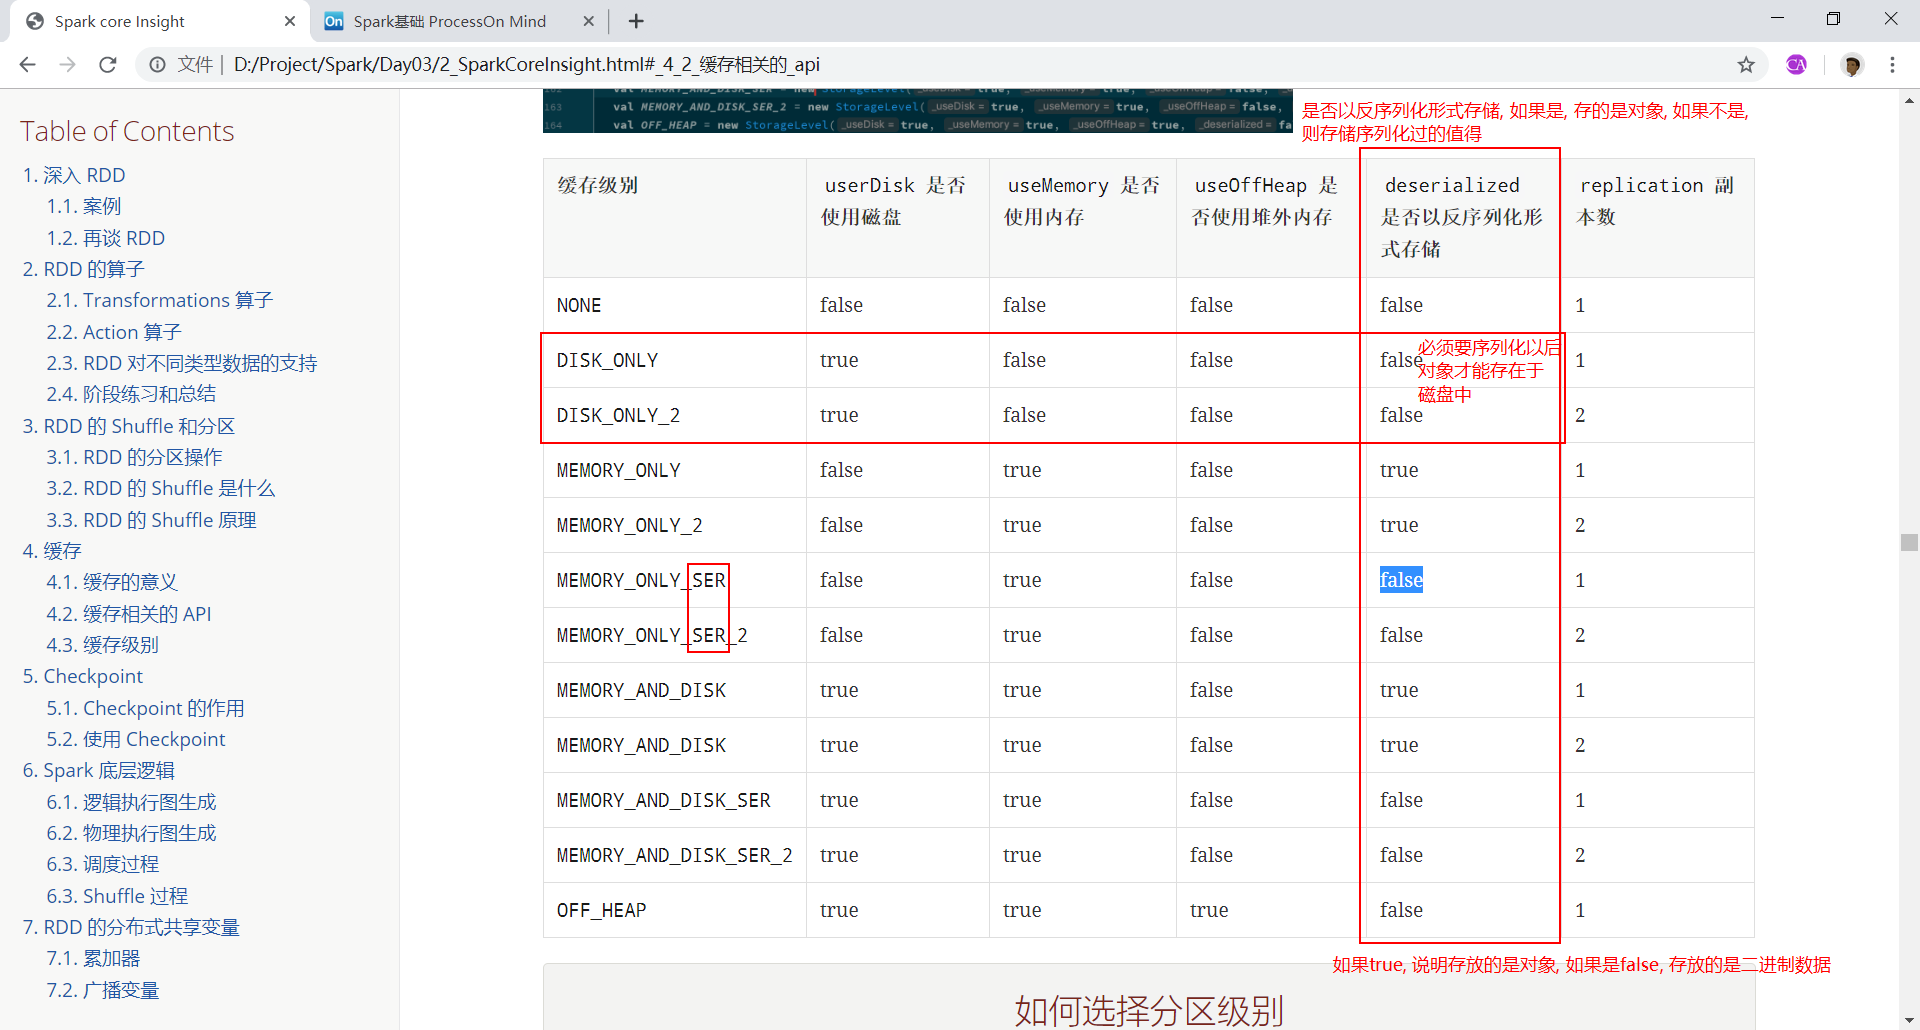 Spark core Insight
Spark基础 ProcessOn Mind
文件 | D:/Project/Spark/Day03/2_SparkCoreInsight.html#_4_2_缓存相关的_api
Table of Contents
1. 深入 RDD
1.1. 案例
1.2. 再谈 RDD
2. RDD 的算子
2.1. Transformations 算子
2.2. Action 算子
2.3. RDD 对不同类型数据的支持
2.4. 阶段练习和总结
3. RDD 的 Shuffle 和分区
3.1. RDD 的分区操作
3.2. RDD 的 Shuffle 是什么
3.3. RDD 的 Shuffle 原理
4. 缓存
4.1. 缓存的意义
4.2. 缓存相关的 API
4.3. 缓存级别
5. Checkpoint
5.1. Checkpoint 的作用
5.2. 使用 Checkpoint
6. Spark 底层逻辑
6.1. 逻辑执行图生成
6.2. 物理执行图生成
6.3. 调度过程
6.3. Shuffle 过程
7. RDD 的分布式共享变量
7.1. 累加器
7.2. 广播变量
163 val MEMORY_AND_DISK_SER_2 = new StorageLevel( _useDisk = true, _useMemory = true, _useOffHeap = false,
164 val OFF_HEAP = new StorageLevel( _useDisk = true, _useMemory = true, _useOffHeap = true, _deserialized = fa
是否以反序列化形式存储, 如果是, 存的是对象, 如果不是,
则存储序列化过的值得
缓存级别 userDisk 是否使用磁盘 useMemory 是否使用内存 useOffHeap 是否使用堆外内存 deserialized 是否以反序列化形式存储 replication 副本数
NONE false false false false 1
DISK_ONLY true false false false 1
DISK_ONLY_2 true false false false 2
必须要序列化以后
对象才能存在于
磁盘中
MEMORY_ONLY false true false true 1
MEMORY_ONLY_2 false true false true 2
MEMORY_ONLY_SER false true false false 1
MEMORY_ONLY_SER_2 false true false false 2
MEMORY_AND_DISK true true false true 1
MEMORY_AND_DISK true true false true 2
MEMORY_AND_DISK_SER true true false false 1
MEMORY_AND_DISK_SER_2 true true false false 2
OFF_HEAP true true true false 1
如果true, 说明存放的是对象, 如果是false, 存放的是二进制数据
如何选择分区级别